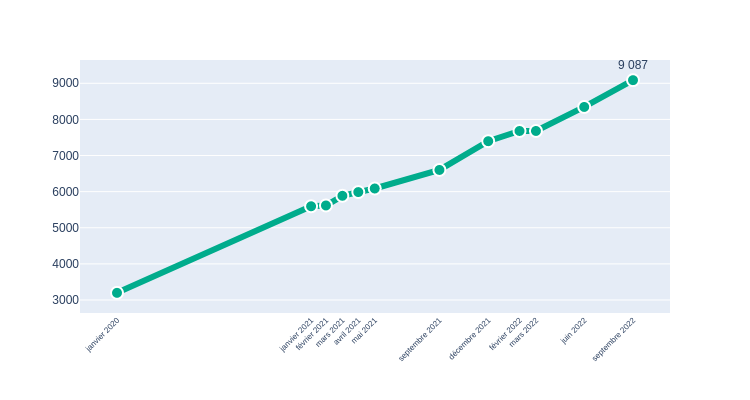 9 087
9000
8000
7000
6000
5000
4000
3000
janvier 2020
janvier 2021
février 2021
mars 2021
avril 2021
mai 2021
septembre 2021
décembre 2021
février 2022
mars 2022
juin 2022
septembre 2022